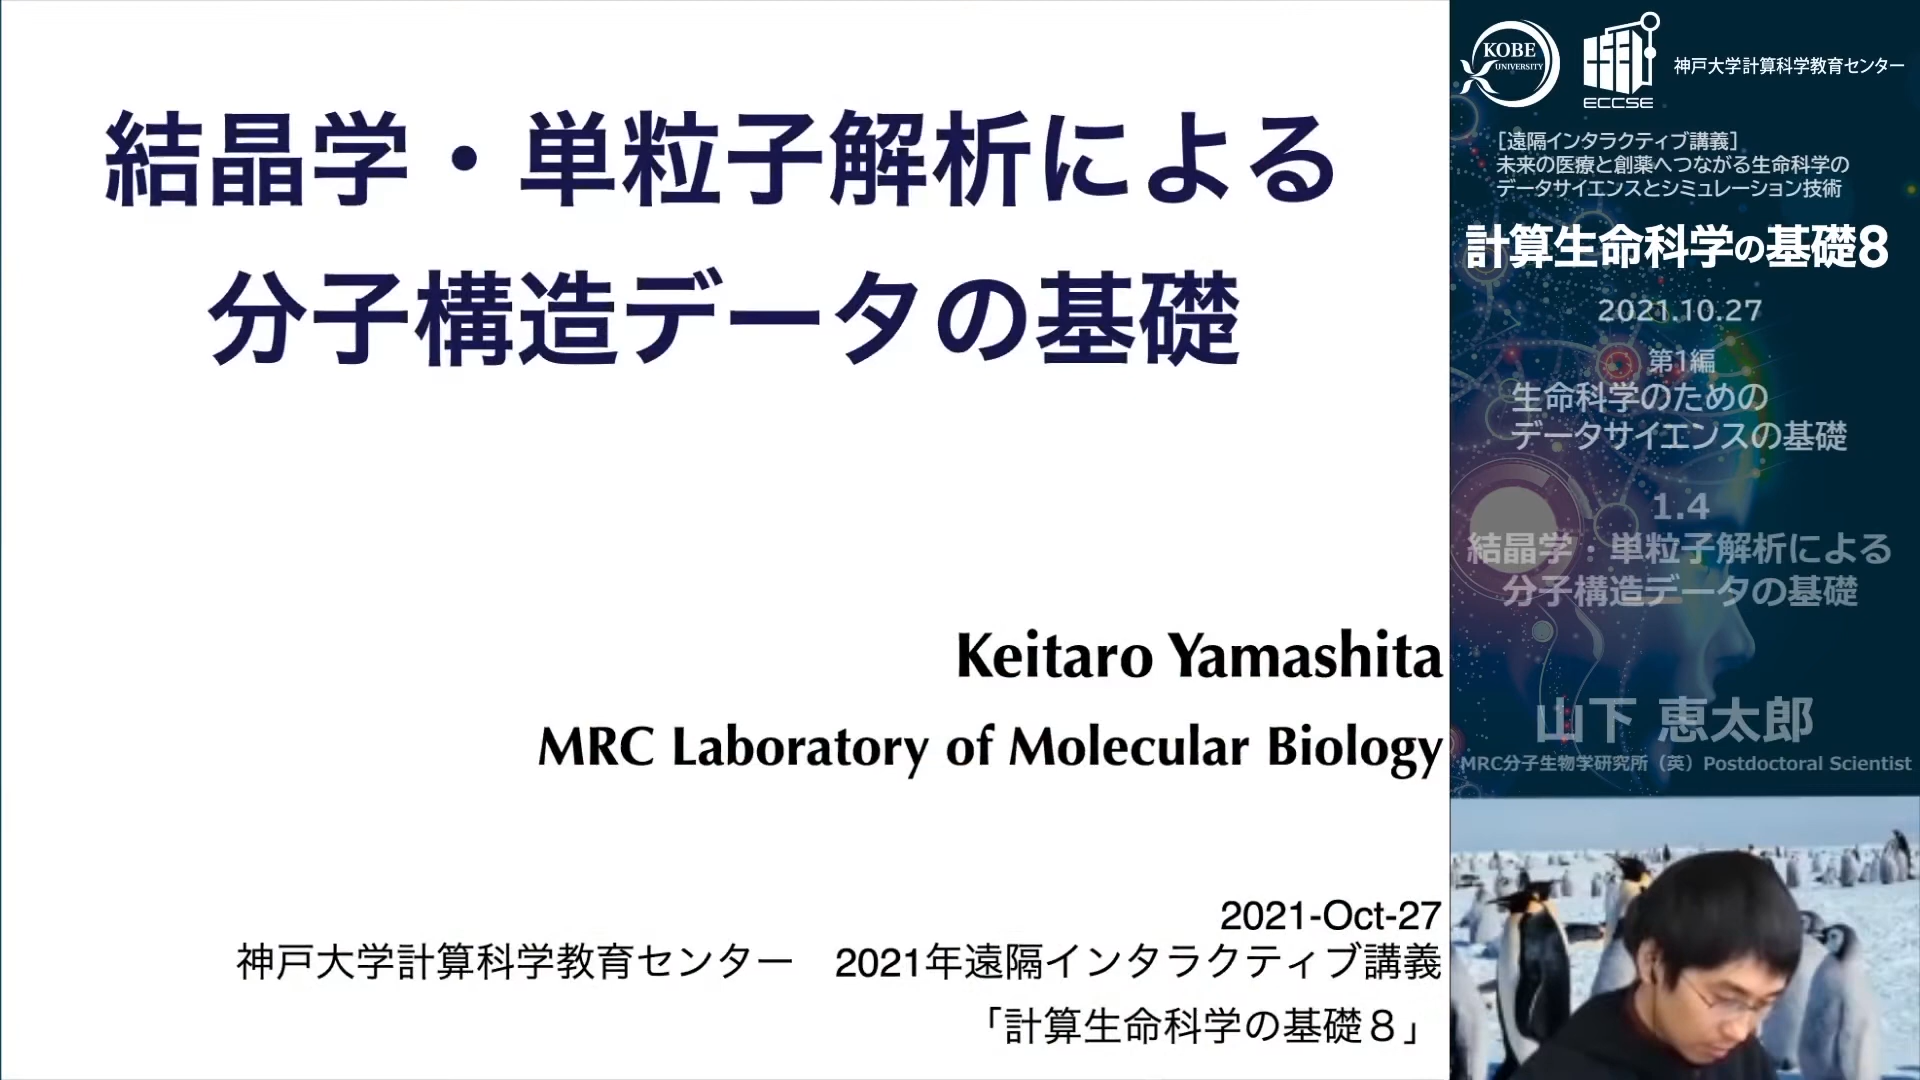 結晶学・単粒子解析による
分子構造データの基礎
Keitaro Yamashita
MRC Laboratory of Molecular Biology
2021-Oct-27
神戸大学計算科学教育センター　2021年遠隔インタラクティブ講義
「計算生命科学の基礎８」
KOBE
UNIVERSITY
ECCSE
神戸大学計算科学教育センター
［遠隔インタラクティブ講義］
未来の医療と創薬へつながる生命科学の
データサイエンスとシミュレーション技術
計算生命科学の基礎8
2021.10.27
第1編
生命科学のための
データサイエンスの基礎
1.4
結晶学・単粒子解析による
分子構造データの基礎
山下 恵太郎
MRC分子生物学研究所（英）Postdoctoral Scientist